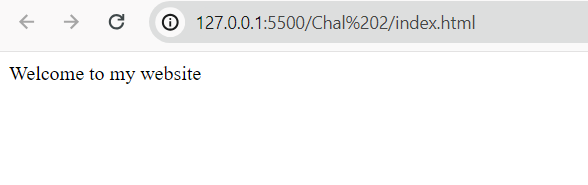 127.0.0.1:5500/Chal%202/index.html
Welcome to my website